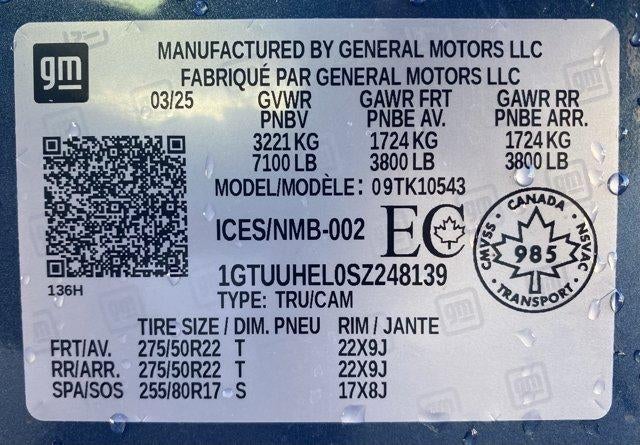 gm
MANUFACTURED BY GENERAL MOTORS LLC
FABRIQUÉ PAR GENERAL MOTORS LLC
03/25 GVWR GAWR FRT GAWR RR
PNBV PNBE AV. PNBE ARR.
3221 KG 1724 KG 1724 KG
7100 LB 3800 LB 3800 LB
MODEL/MODÈLE: 09TK10543
ICES/NMB-002 EC
CANADA
CMVSS 985 NSVAC
TRANSPORT
1GTUUHEL0SZ248139
136H
TYPE: TRU/CAM
TIRE SIZE / DIM. PNEU RIM / JANTE
FRT/AV. 275/50R22 T 22X9J
RR/ARR. 275/50R22 T 22X9J
SPA/SOS 255/80R17 S 17X8J